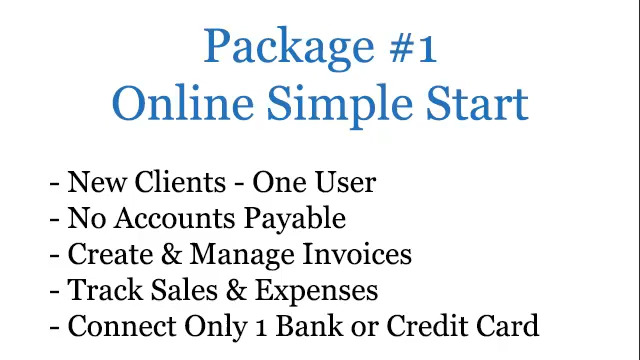 Package #1
Online Simple Start
- New Clients - One User
- No Accounts Payable
- Create & Manage Invoices
- Track Sales & Expenses
- Connect Only 1 Bank or Credit Card